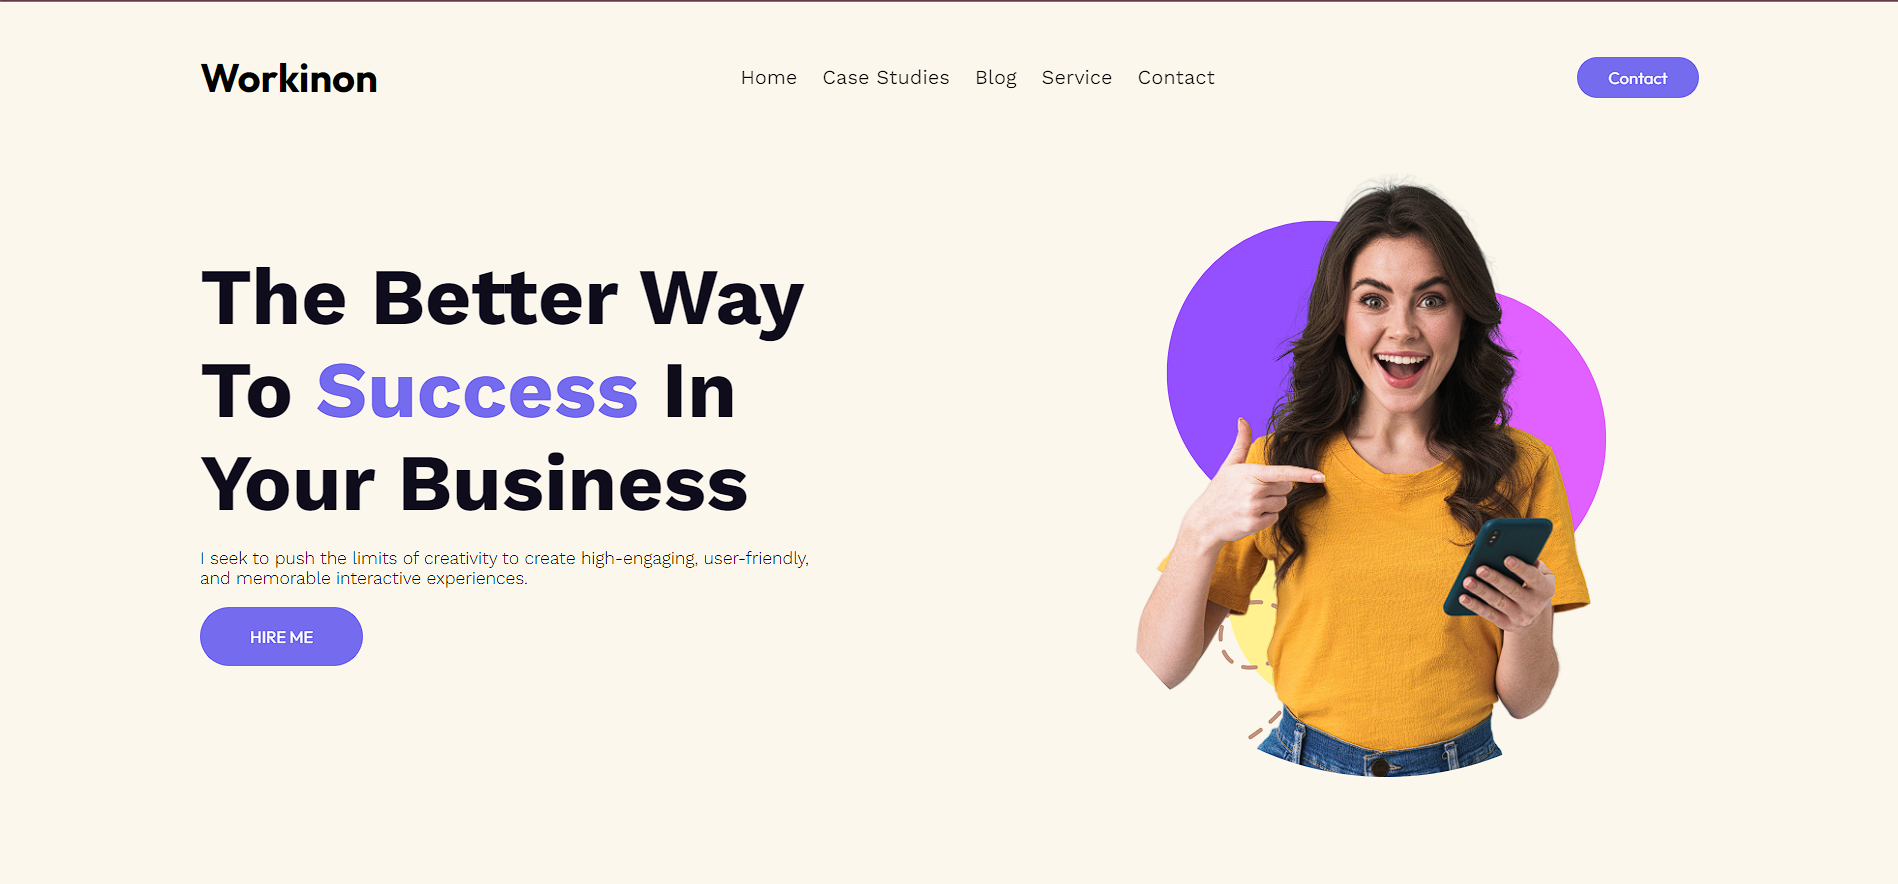 Workinon
Home Case Studies Blog Service Contact
Contact
The Better Way
To Success In
Your Business
I seek to push the limits of creativity to create high-engaging, user-friendly,
and memorable interactive experiences.
HIRE ME